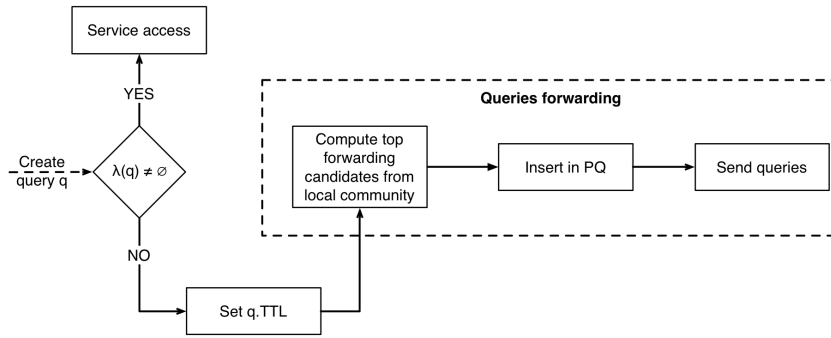 Service access
YES
Queries forwarding
Create
query q
λ(q) ≠ ∅
Compute top
forwarding
candidates from
local community
Insert in PQ
Send queries
NO
Set q.TTL